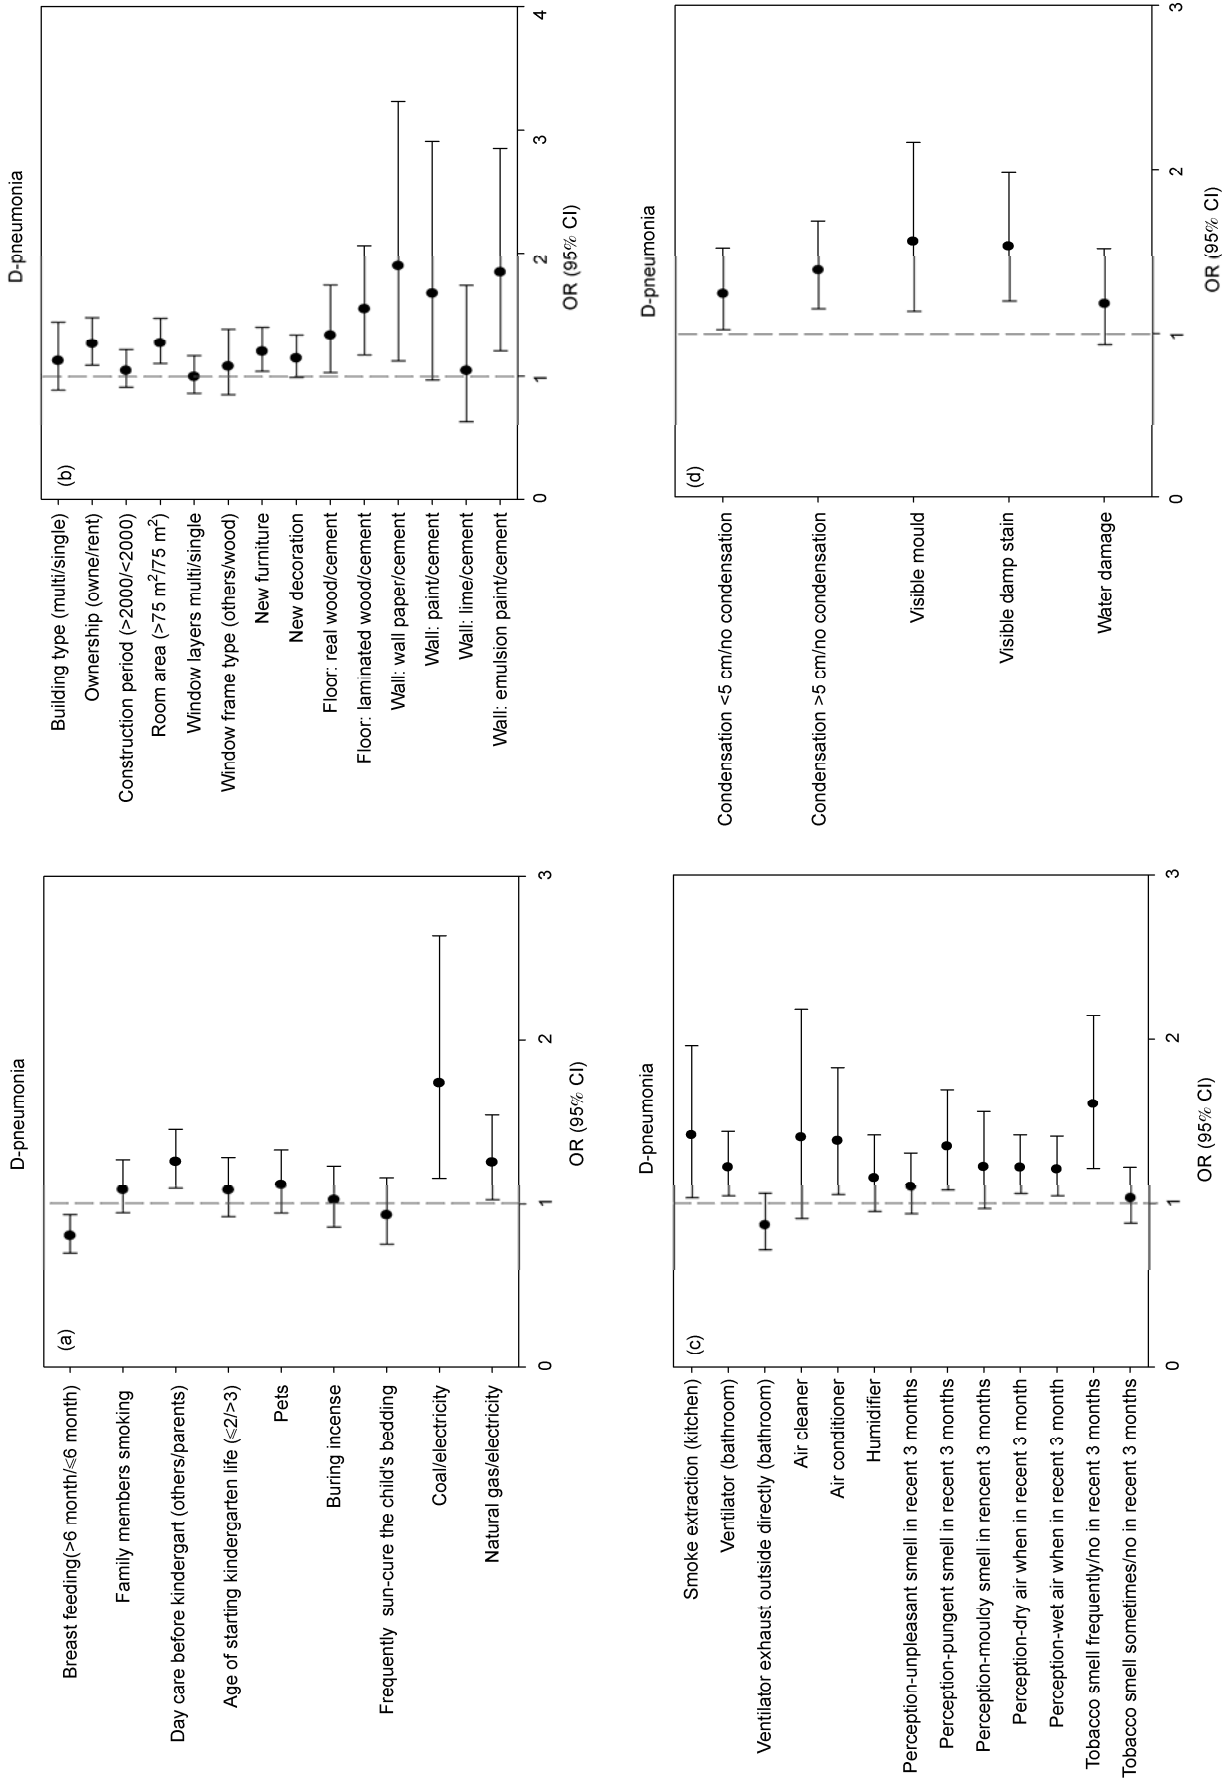 D-pneumonia
(a)
Breast feeding(>6 month/⩽6 month)
Family members smoking
Day care before kindergart (others/parents)
Age of starting kindergarten life (⩽2/>3)
Pets
Buring incense
Frequently sun-cure the child's bedding
Coal/electricity
Natural gas/electricity
0
1
2
3
OR (95% CI)
D-pneumonia
(b)
Building type (multi/single)
Ownership (owne/rent)
Construction period (>2000/<2000)
Room area (>75 m²/75 m²)
Window layers multi/single
Window frame type (others/wood)
New furniture
New decoration
Floor: real wood/cement
Floor: laminated wood/cement
Wall: wall paper/cement
Wall: paint/cement
Wall: lime/cement
Wall: emulsion paint/cement
0
1
2
3
4
OR (95% CI)
D-pneumonia
(c)
Smoke extraction (kitchen)
Ventilator (bathroom)
Ventilator exhaust outside directly (bathroom)
Air cleaner
Air conditioner
Humidifier
Perception-unpleasant smell in recent 3 months
Perception-pungent smell in recent 3 months
Perception-mouldy smell in rencent 3 months
Perception-dry air when in recent 3 month
Perception-wet air when in recent 3 month
Tobacco smell frequently/no in recent 3 months
Tobacco smell sometimes/no in recent 3 months
0
1
2
3
OR (95% CI)
D-pneumonia
(d)
Condensation <5 cm/no condensation
Condensation >5 cm/no condensation
Visible mould
Visible damp stain
Water damage
0
1
2
3
OR (95% CI)